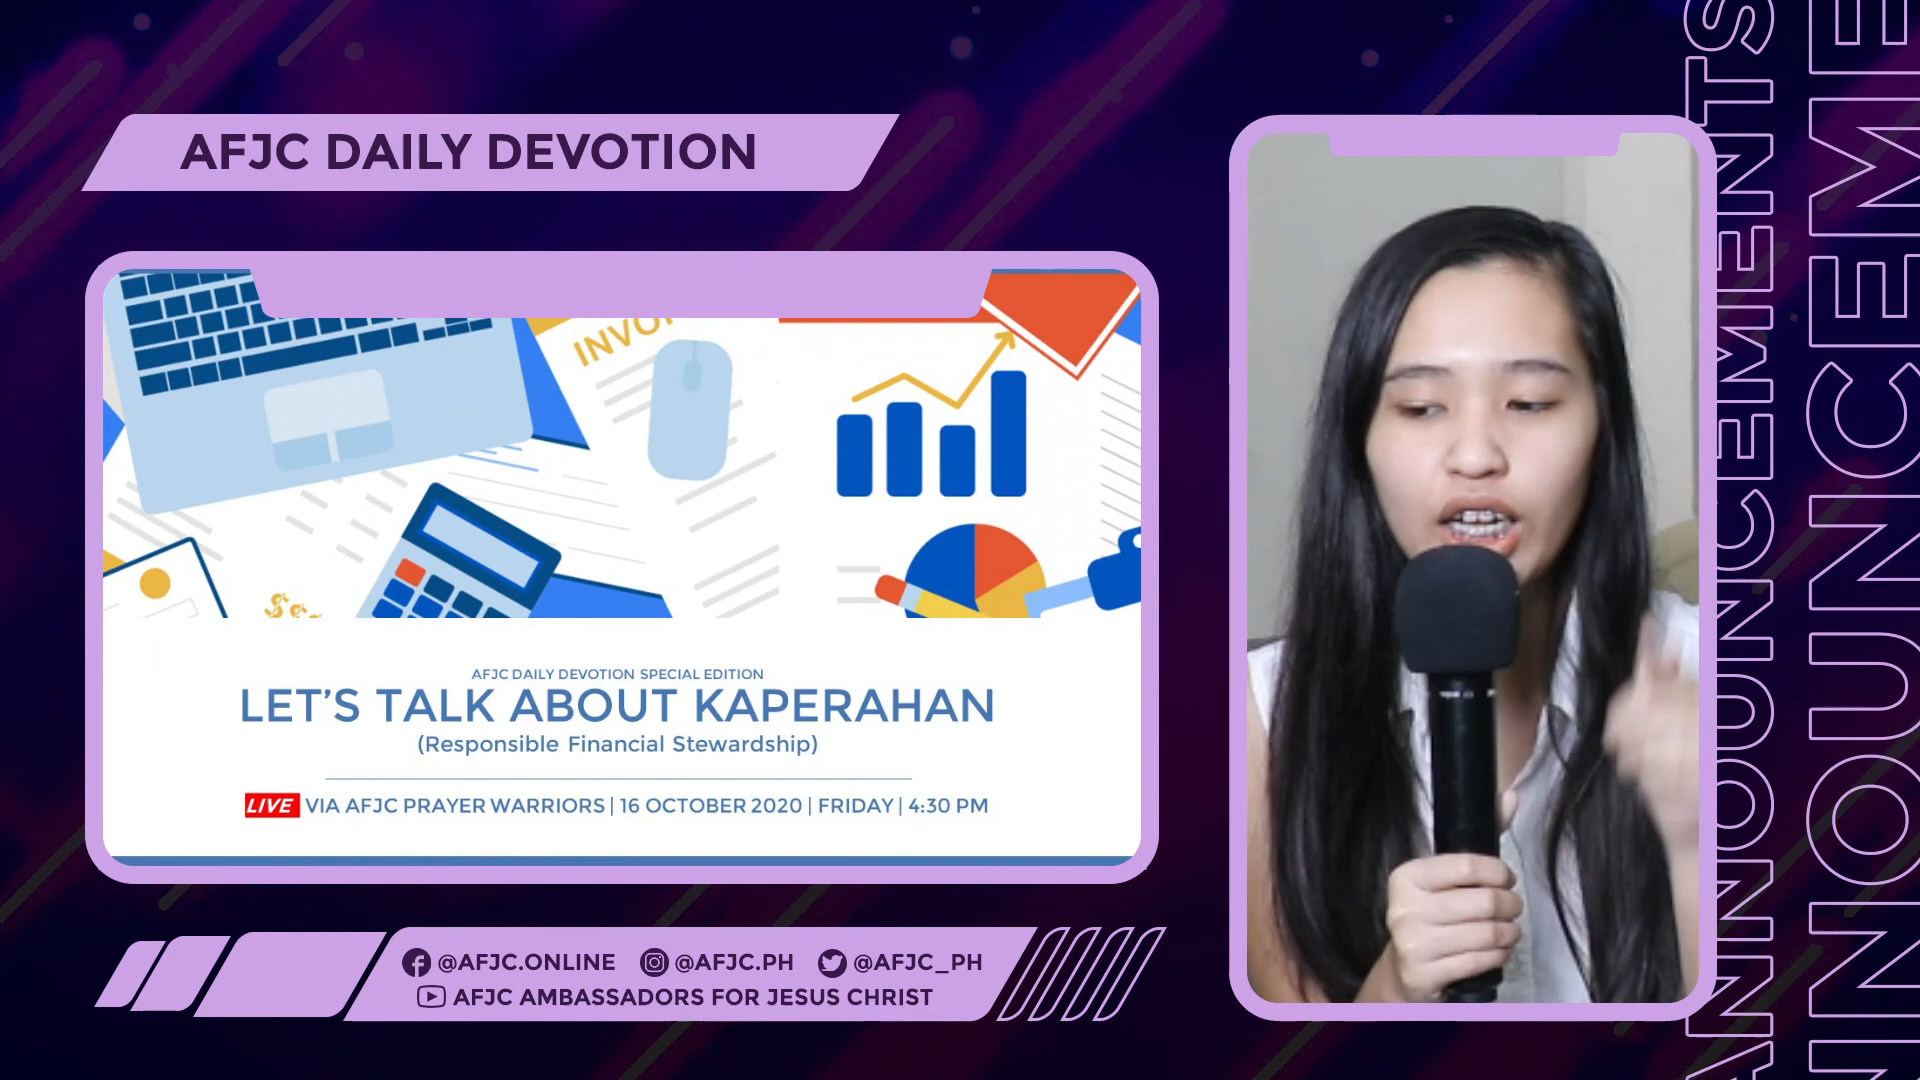 AFJC DAILY DEVOTION
AFJC DAILY DEVOTION SPECIAL EDITION
LET'S TALK ABOUT KAPERAHAN
(Responsible Financial Stewardship)
LIVE VIA AFJC PRAYER WARRIORS | 16 OCTOBER 2020 | FRIDAY | 4:30 PM
@AFJC.ONLINE @AFJC.PH @AFJC_PH
AFJC AMBASSADORS FOR JESUS CHRIST
ANNOUNCEMENTS